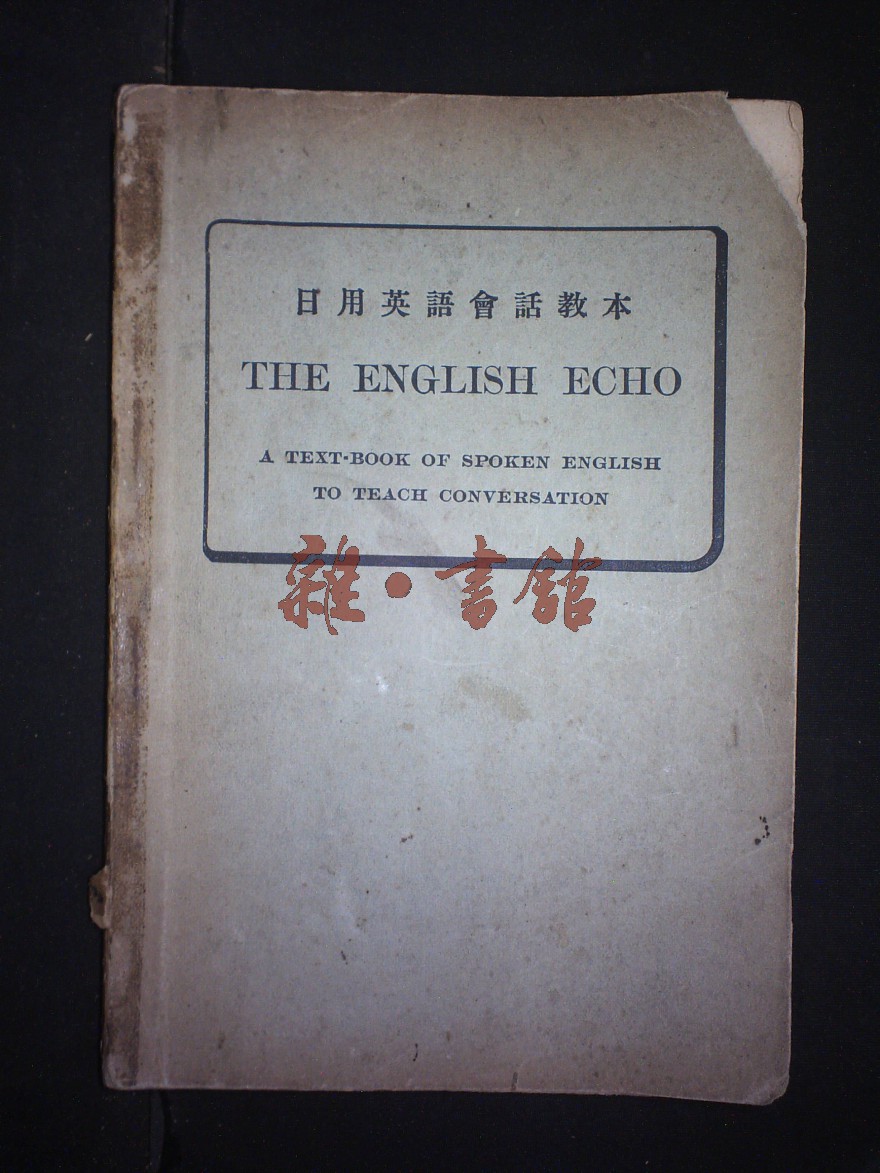 日用英語會話教本
THE ENGLISH ECHO
A TEXT-BOOK OF SPOKEN ENGLISH
TO TEACH CONVERSATION
雜·書館